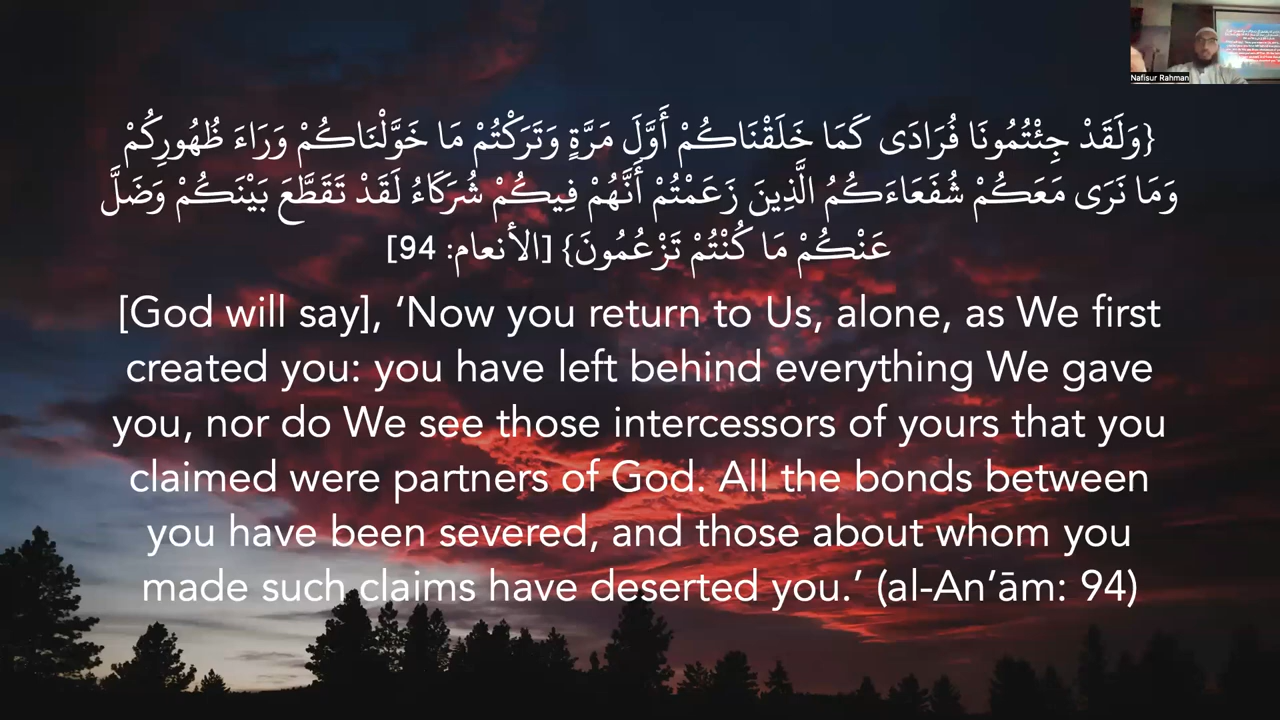 {وَلَقَدْ جِئْتُمُونَا فُرَادَى كَمَا خَلَقْنَاكُمْ أَوَّلَ مَرَّةٍ وَتَرَكْتُمْ مَا خَوَّلْنَاكُمْ وَرَاءَ ظُهُورِكُمْ
وَمَا نَرَى مَعَكُمْ شُفَعَاءَكُمُ الَّذِينَ زَعَمْتُمْ أَنَّهُمْ فِيكُمْ شُرَكَاءُ لَقَدْ تَقَطَّعَ بَيْنَكُمْ وَضَلَّ
عَنْكُمْ مَا كُنْتُمْ تَزْعُمُونَ} [الأنعام: 94]
[God will say], ‘Now you return to Us, alone, as We first
created you: you have left behind everything We gave
you, nor do We see those intercessors of yours that you
claimed were partners of God. All the bonds between
you have been severed, and those about whom you
made such claims have deserted you.’ (al-An’ām: 94)
Nafisur Rahman